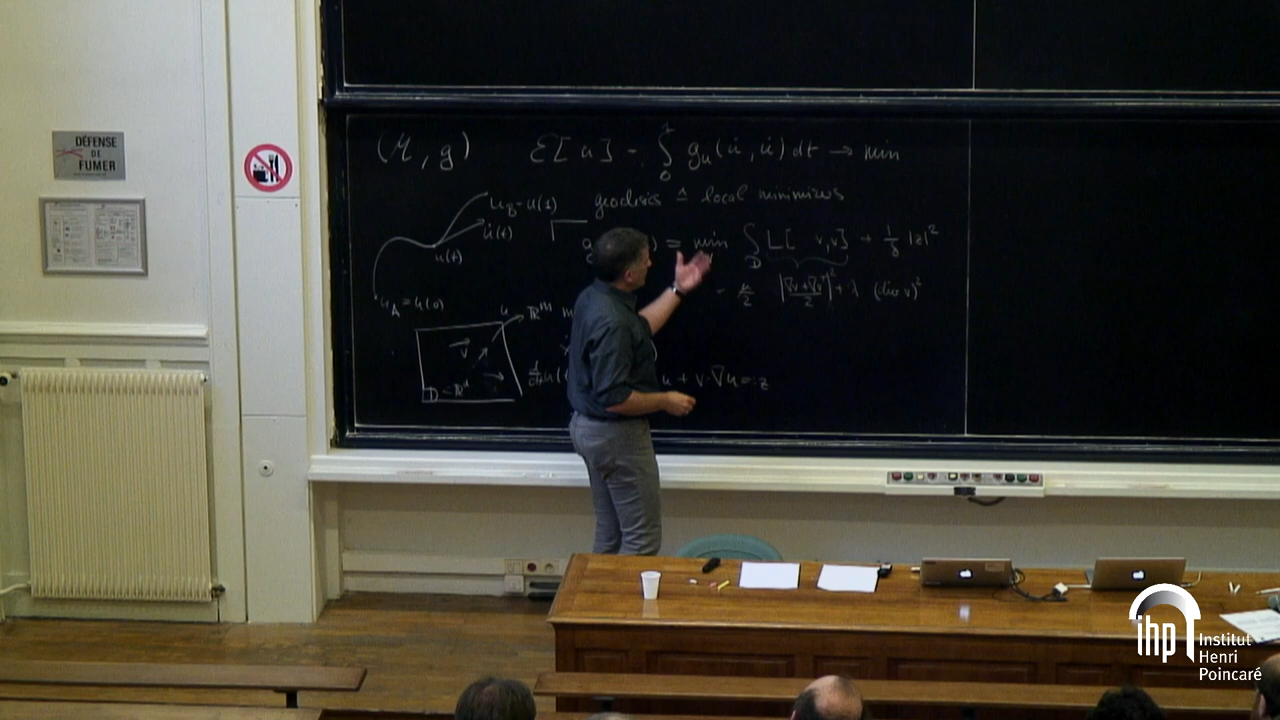 DÉFENSE
DE
FUMER
(M, g)
E[u] = ∫₀¹ g_u(u̇, u̇) dt → min
u_B = u(1)
geodesics ≙ local minimizers
u̇(t)
u(t)
= min ∫_D L[ v,v] + 1/δ |z|²
= μ/2 |∇v+∇vᵀ/2|² + λ (div v)²
u_A = u(0)
u
ℝᵐ
v
D ⊂ ℝᵈ
d/dt u(
u + v·∇u =: z
ihp
Institut
Henri
Poincaré